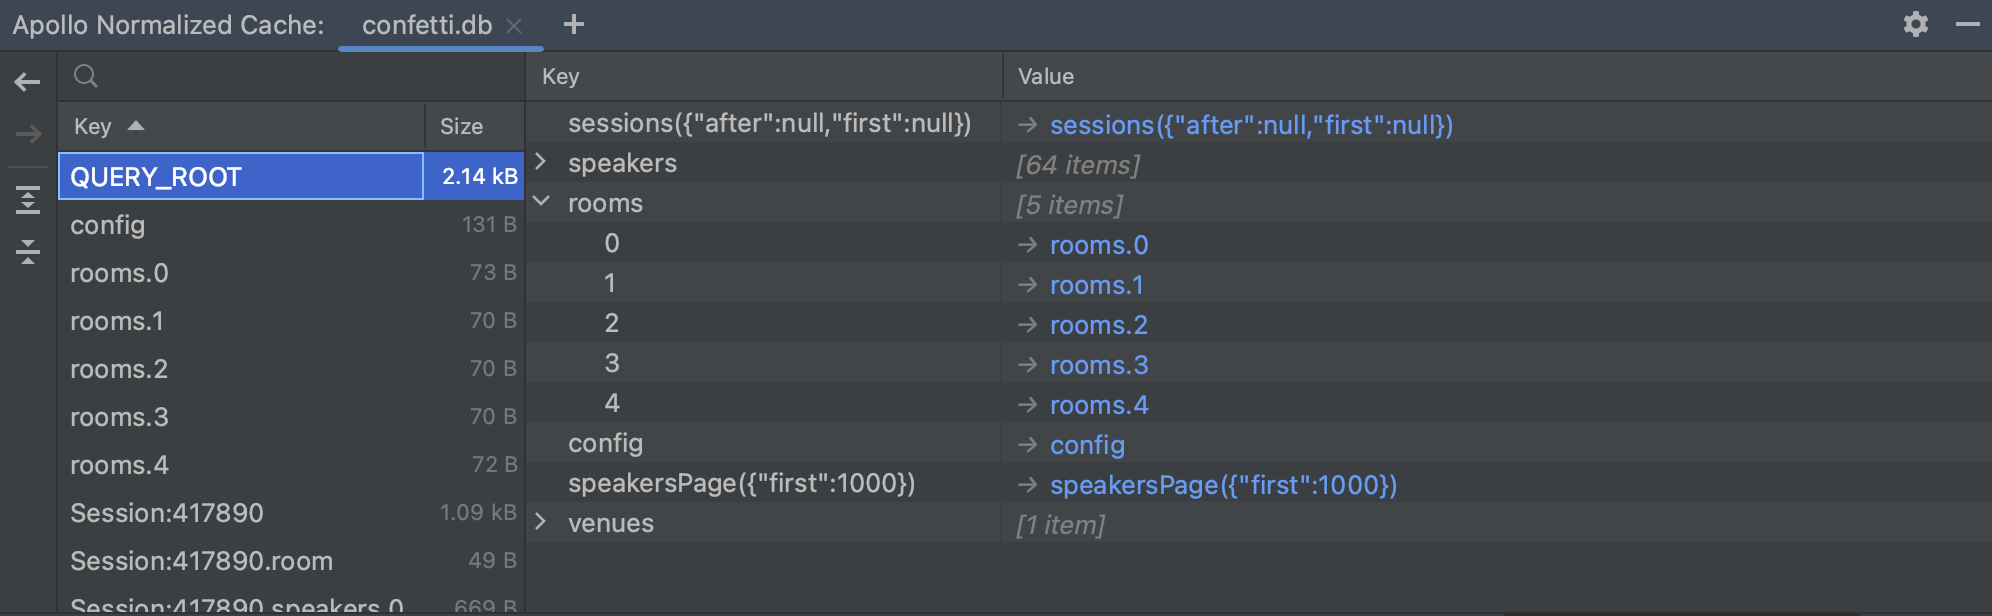 Apollo Normalized Cache: confetti.db
Key Size
QUERY_ROOT 2.14 kB
config 131 B
rooms.0 73 B
rooms.1 70 B
rooms.2 70 B
rooms.3 70 B
rooms.4 72 B
Session:417890 1.09 kB
Session:417890.room 49 B
Session:417890.speakers.0 669 B
Key Value
sessions({"after":null,"first":null}) → sessions({"after":null,"first":null})
speakers [64 items]
rooms [5 items]
0 → rooms.0
1 → rooms.1
2 → rooms.2
3 → rooms.3
4 → rooms.4
config → config
speakersPage({"first":1000}) → speakersPage({"first":1000})
venues [1 item]